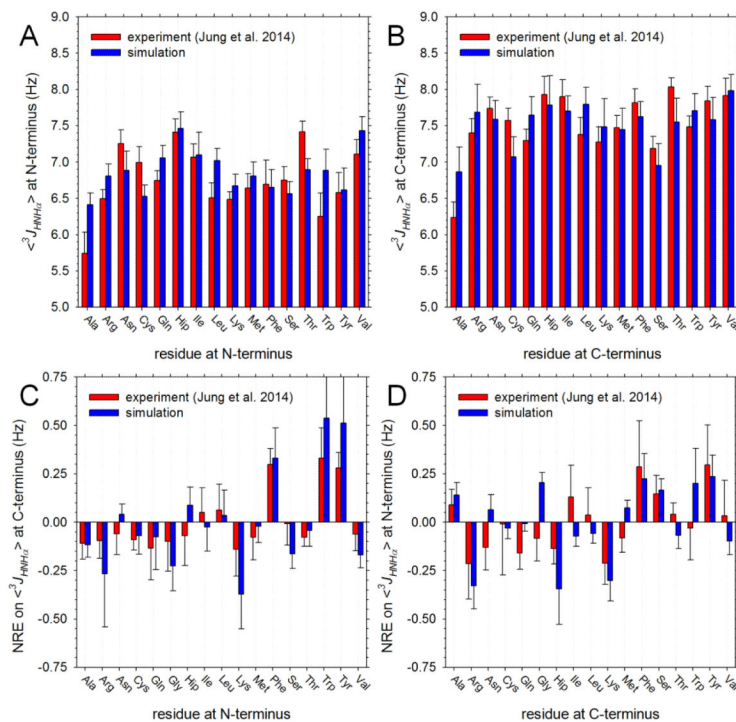 A
9.0
8.5
8.0
7.5
7.0
6.5
6.0
5.5
5.0
<³J_HNHα> at N-terminus (Hz)
experiment (Jung et al. 2014)
simulation
Ala Arg Asn Cys Gln Hip Ile Leu Lys Met Phe Ser Thr Trp Tyr Val
residue at N-terminus
B
9.0
8.5
8.0
7.5
7.0
6.5
6.0
5.5
5.0
<³J_HNHα> at C-terminus (Hz)
experiment (Jung et al. 2014)
simulation
Ala Arg Asn Cys Gln Hip Ile Leu Lys Met Phe Ser Thr Trp Tyr Val
residue at C-terminus
C
0.75
0.50
0.25
0.00
-0.25
-0.50
-0.75
NRE on <³J_HNHα> at C-terminus (Hz)
experiment (Jung et al. 2014)
simulation
Ala Arg Asn Cys Gln Gly Hip Ile Leu Lys Met Phe Ser Thr Trp Tyr Val
residue at N-terminus
D
0.75
0.50
0.25
0.00
-0.25
-0.50
-0.75
NRE on <³J_HNHα> at N-terminus (Hz)
experiment (Jung et al. 2014)
simulation
Ala Arg Asn Cys Gln Gly Hip Ile Leu Lys Met Phe Ser Thr Trp Tyr Val
residue at C-terminus